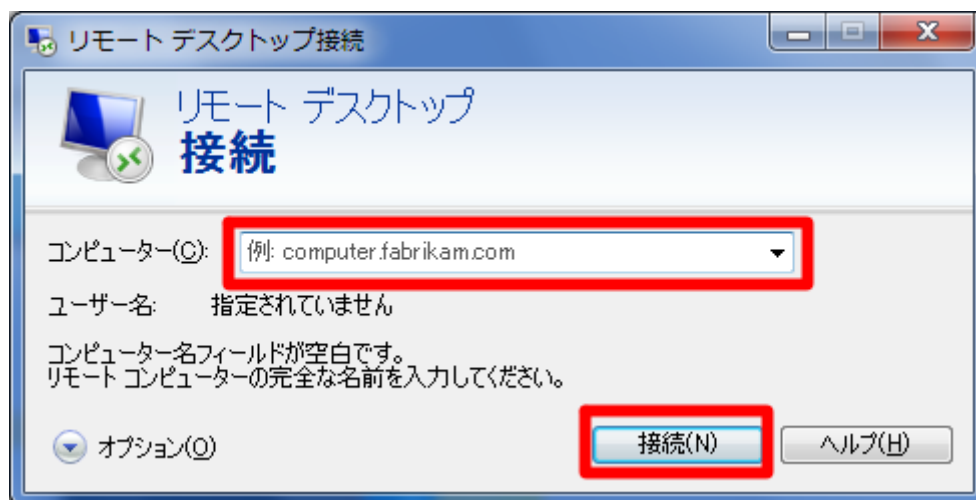 リモート デスクトップ接続
リモート デスクトップ
接続
コンピューター(C):
例: computer.fabrikam.com
ユーザー名: 指定されていません
コンピューター名フィールドが空白です。
リモート コンピューターの完全な名前を入力してください。
オプション(O)
接続(N)
ヘルプ(H)